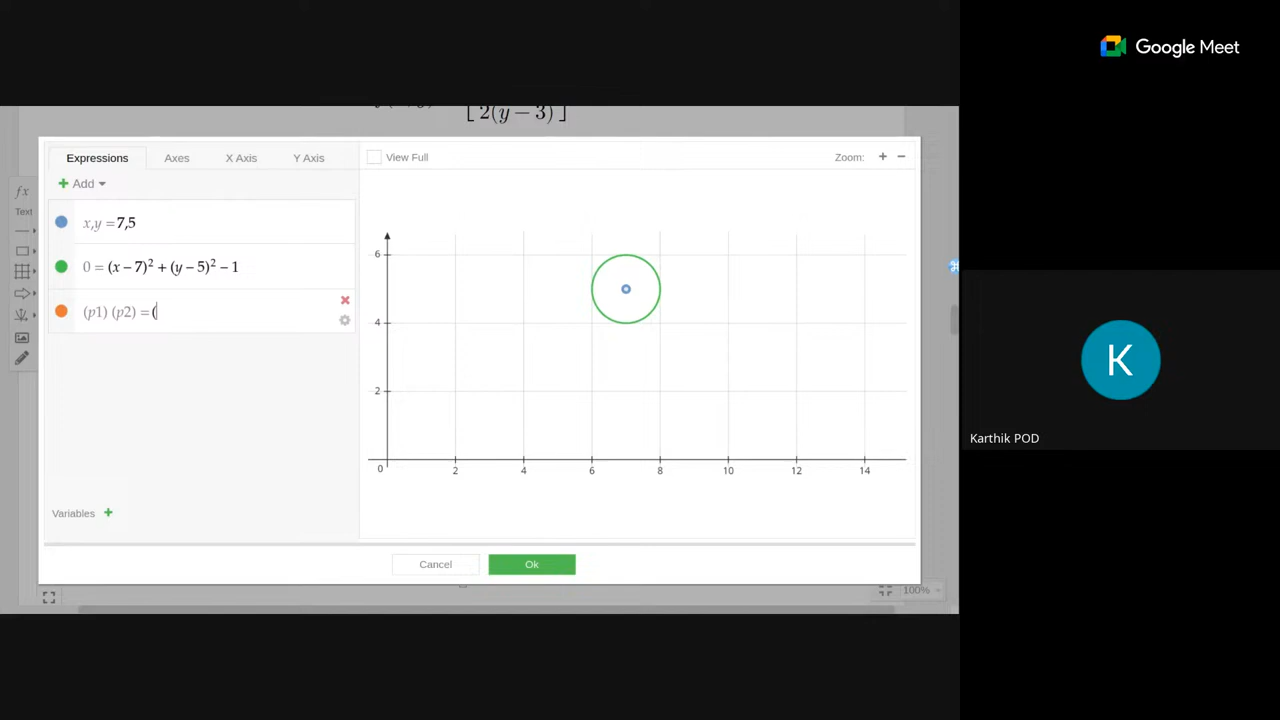 Google Meet
[ 2(y − 3) ]
Expressions Axes X Axis Y Axis
View Full
Zoom: + −
+ Add
fx
Text
x,y = 7,5
0 = (x − 7)² + (y − 5)² − 1
(p1) (p2) = (
6
4
2
0 2 4 6 8 10 12 14
Variables +
Cancel Ok
100%
K
Karthik POD